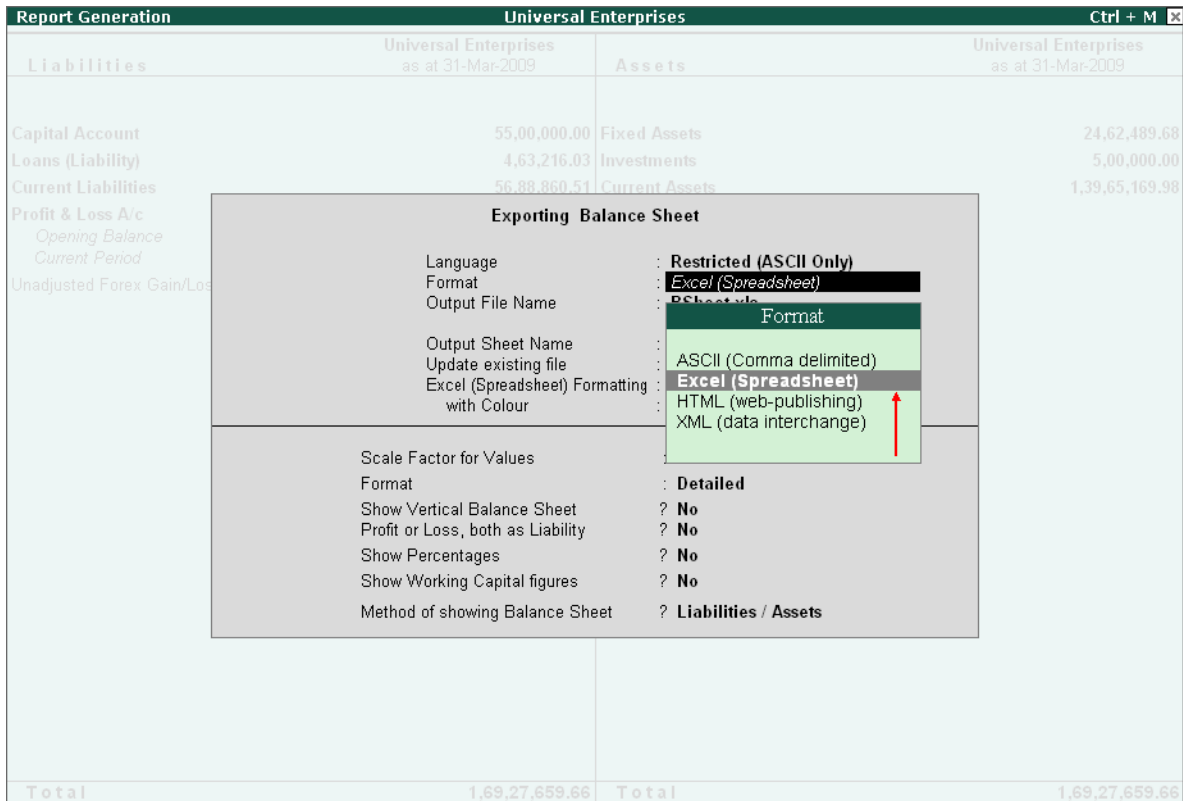 Report Generation Universal Enterprises Ctrl + M
Universal Enterprises Universal Enterprises
Liabilities as at 31-Mar-2009 Assets as at 31-Mar-2009
Capital Account 55,00,000.00 Fixed Assets 24,62,489.68
Loans (Liability) 4,63,216.03 Investments 5,00,000.00
Current Liabilities 56,88,860.51 Current Assets 1,39,65,169.98
Profit & Loss A/c
Opening Balance
Current Period
Unadjusted Forex Gain/Los
Exporting Balance Sheet
Language : Restricted (ASCII Only)
Format : Excel (Spreadsheet)
Output File Name : BSheet.xls
Output Sheet Name :
Update existing file :
Excel (Spreadsheet) Formatting :
with Colour :
Format
ASCII (Comma delimited)
Excel (Spreadsheet)
HTML (web-publishing)
XML (data interchange)
Scale Factor for Values :
Format : Detailed
Show Vertical Balance Sheet ? No
Profit or Loss, both as Liability ? No
Show Percentages ? No
Show Working Capital figures ? No
Method of showing Balance Sheet ? Liabilities / Assets
Total 1,69,27,659.66 Total 1,69,27,659.66